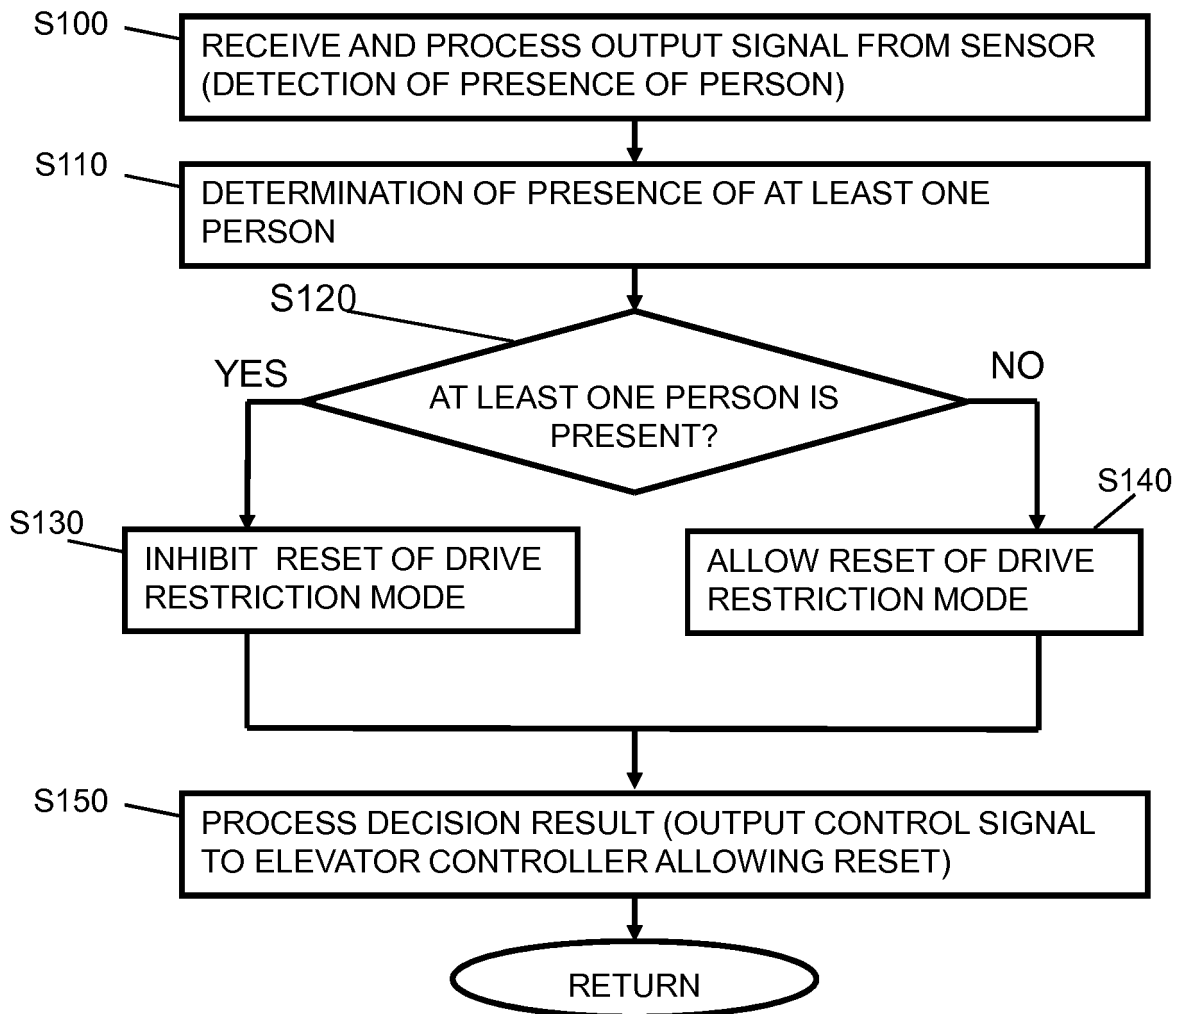 S100
RECEIVE AND PROCESS OUTPUT SIGNAL FROM SENSOR
(DETECTION OF PRESENCE OF PERSON)
S110
DETERMINATION OF PRESENCE OF AT LEAST ONE
PERSON
S120
YES
NO
AT LEAST ONE PERSON IS
PRESENT?
S130
INHIBIT RESET OF DRIVE
RESTRICTION MODE
S140
ALLOW RESET OF DRIVE
RESTRICTION MODE
S150
PROCESS DECISION RESULT (OUTPUT CONTROL SIGNAL
TO ELEVATOR CONTROLLER ALLOWING RESET)
RETURN